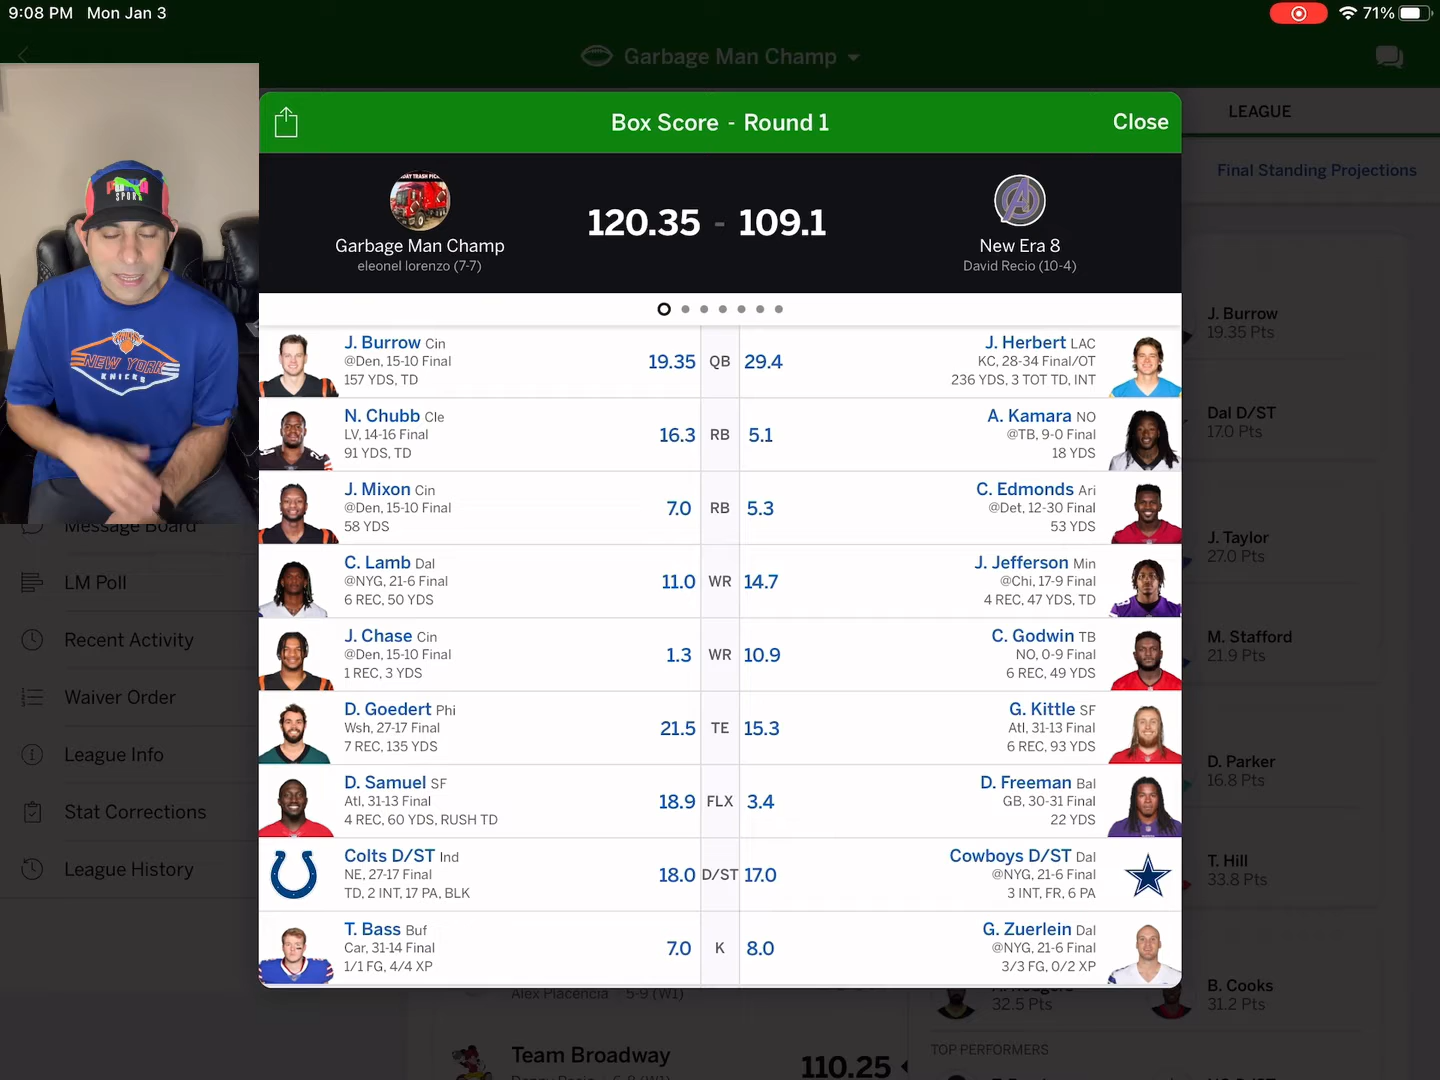 9:08 PM Mon Jan 3
71%
Garbage Man Champ
LEAGUE
Final Standing Projections
Box Score - Round 1
Close
Garbage Man Champ
eleonel lorenzo (7-7)
120.35 - 109.1
New Era 8
David Recio (10-4)
J. Burrow Cin
@Den, 15-10 Final
157 YDS, TD
19.35 QB 29.4
J. Herbert LAC
KC, 28-34 Final/OT
236 YDS, 3 TOT TD, INT
N. Chubb Cle
LV, 14-16 Final
91 YDS, TD
16.3 RB 5.1
A. Kamara NO
@TB, 9-0 Final
18 YDS
J. Mixon Cin
@Den, 15-10 Final
58 YDS
7.0 RB 5.3
C. Edmonds Ari
@Det, 12-30 Final
53 YDS
C. Lamb Dal
@NYG, 21-6 Final
6 REC, 50 YDS
11.0 WR 14.7
J. Jefferson Min
@Chi, 17-9 Final
4 REC, 47 YDS, TD
J. Chase Cin
@Den, 15-10 Final
1 REC, 3 YDS
1.3 WR 10.9
C. Godwin TB
NO, 0-9 Final
6 REC, 49 YDS
D. Goedert Phi
Wsh, 27-17 Final
7 REC, 135 YDS
21.5 TE 15.3
G. Kittle SF
Atl, 31-13 Final
6 REC, 93 YDS
D. Samuel SF
Atl, 31-13 Final
4 REC, 60 YDS, RUSH TD
18.9 FLX 3.4
D. Freeman Bal
GB, 30-31 Final
22 YDS
Colts D/ST Ind
NE, 27-17 Final
TD, 2 INT, 17 PA, BLK
18.0 D/ST 17.0
Cowboys D/ST Dal
@NYG, 21-6 Final
3 INT, FR, 6 PA
T. Bass Buf
Car, 31-14 Final
1/1 FG, 4/4 XP
7.0 K 8.0
G. Zuerlein Dal
@NYG, 21-6 Final
3/3 FG, 0/2 XP
SPORT
NEW YORK
KNICKS
Message Board
LM Poll
Recent Activity
Waiver Order
League Info
Stat Corrections
League History
J. Burrow
19.35 Pts
Dal D/ST
17.0 Pts
J. Taylor
27.0 Pts
M. Stafford
21.9 Pts
D. Parker
16.8 Pts
T. Hill
33.8 Pts
32.5 Pts
B. Cooks
31.2 Pts
TOP PERFORMERS
Alex Placencia 5-9 (W1)
Team Broadway
110.25